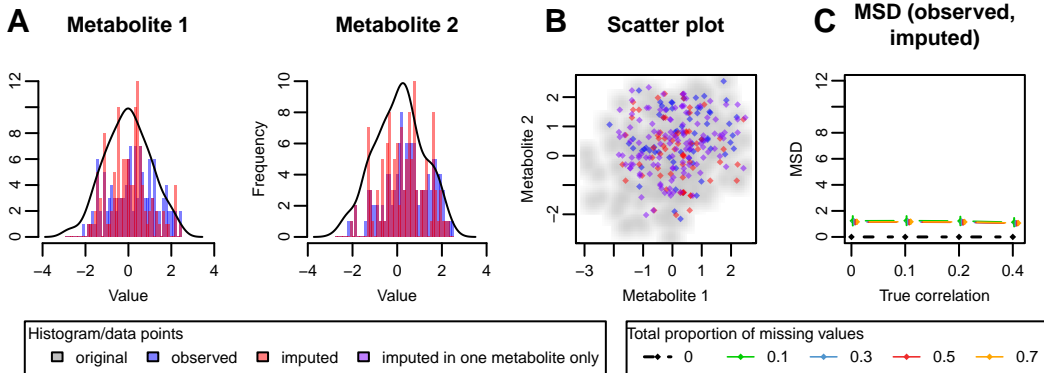 A
Metabolite 1
Metabolite 2
B
Scatter plot
C
MSD (observed,
imputed)
0 2 4 6 8 12
−4 −2 0 2 4
Value
Frequency
0 2 4 6 8 10
−4 −2 0 2 4
Value
Metabolite 2
−2 0 1 2
−3 −1 0 1 2
Metabolite 1
MSD
0 2 4 6 8 12
0 0.1 0.2 0.4
True correlation
Histogram/data points
original observed imputed imputed in one metabolite only
Total proportion of missing values
0 0.1 0.3 0.5 0.7